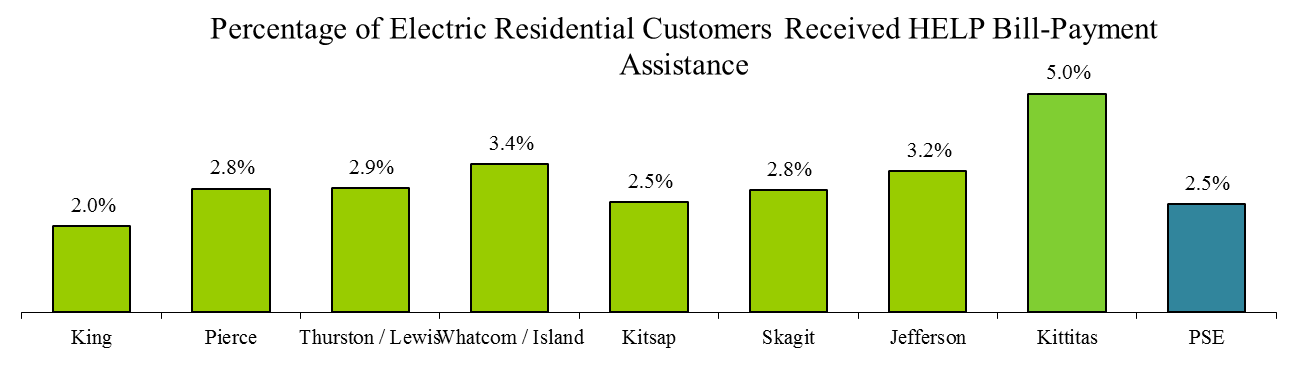 Percentage of Electric Residential Customers Received HELP Bill-Payment
Assistance
2.0%
2.8%
2.9%
3.4%
2.5%
2.8%
3.2%
5.0%
2.5%
King
Pierce
Thurston / Lewis
Whatcom / Island
Kitsap
Skagit
Jefferson
Kittitas
PSE